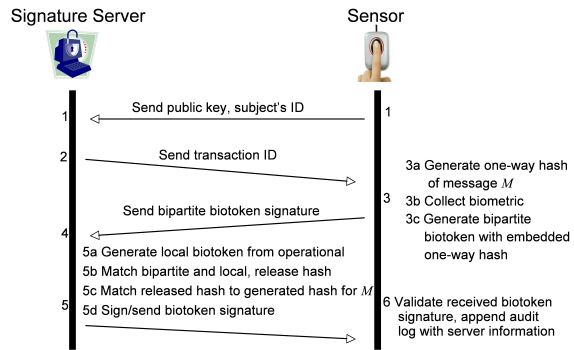 Signature Server
Sensor
1
Send public key, subject's ID
1
2
Send transaction ID
3a Generate one-way hash
of message M
3
3b Collect biometric
Send bipartite biotoken signature
3c Generate bipartite
4
biotoken with embedded
one-way hash
5a Generate local biotoken from operational
5b Match bipartite and local, release hash
5c Match released hash to generated hash for M
5
5d Sign/send biotoken signature
6 Validate received biotoken
signature, append audit
log with server information